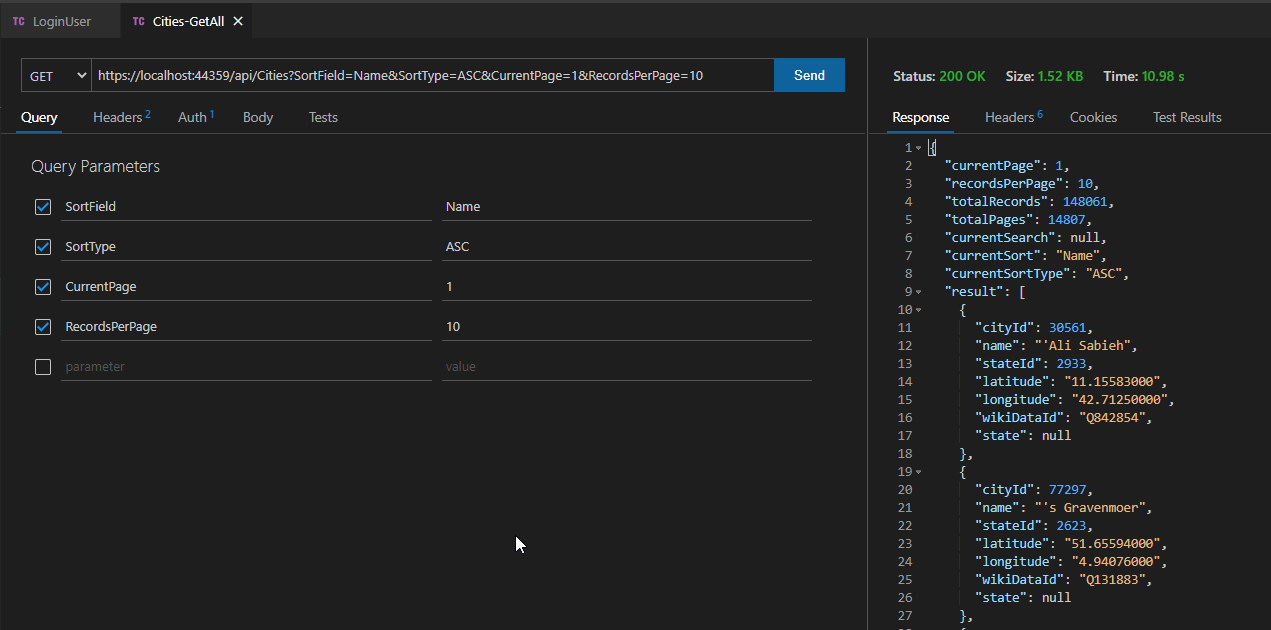 TC LoginUser TC Cities-GetAll
GET https://localhost:44359/api/Cities?SortField=Name&SortType=ASC&CurrentPage=1&RecordsPerPage=10 Send
Query Headers 2 Auth 1 Body Tests
Query Parameters
SortField Name
SortType ASC
CurrentPage 1
RecordsPerPage 10
parameter value
Status: 200 OK Size: 1.52 KB Time: 10.98 s
Response Headers 6 Cookies Test Results
1 {
2 "currentPage": 1,
3 "recordsPerPage": 10,
4 "totalRecords": 148061,
5 "totalPages": 14807,
6 "currentSearch": null,
7 "currentSort": "Name",
8 "currentSortType": "ASC",
9 "result": [
10 {
11 "cityId": 30561,
12 "name": "'Ali Sabieh",
13 "stateId": 2933,
14 "latitude": "11.15583000",
15 "longitude": "42.71250000",
16 "wikiDataId": "Q842854",
17 "state": null
18 },
19 {
20 "cityId": 77297,
21 "name": "'s Gravenmoer",
22 "stateId": 2623,
23 "latitude": "51.65594000",
24 "longitude": "4.94076000",
25 "wikiDataId": "Q131883",
26 "state": null
27 },